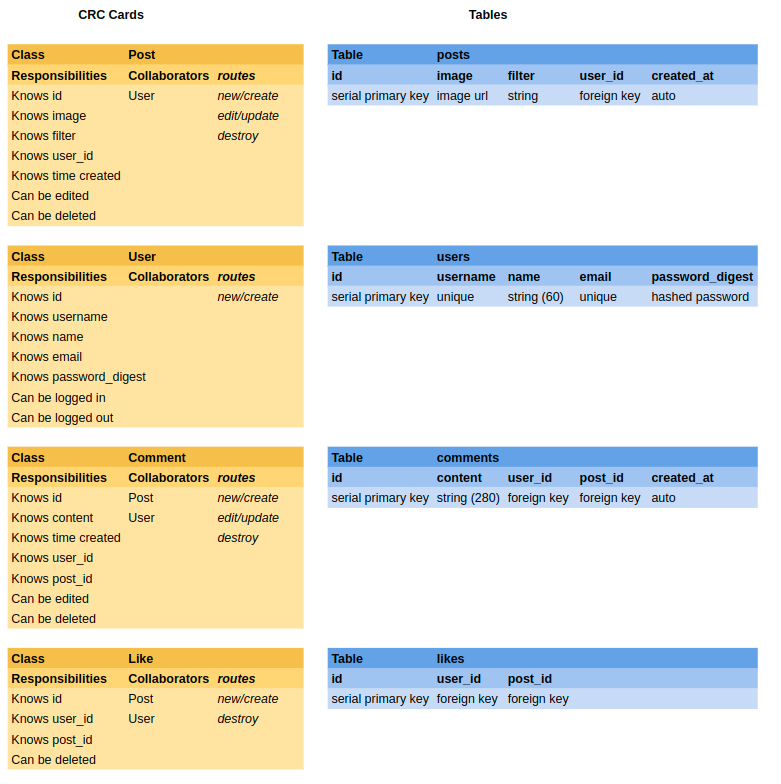 CRC Cards Tables
Class Post
Responsibilities Collaborators routes
Knows id User new/create
Knows image edit/update
Knows filter destroy
Knows user_id
Knows time created
Can be edited
Can be deleted
Table posts
id image filter user_id created_at
serial primary key image url string foreign key auto
Class User
Responsibilities Collaborators routes
Knows id new/create
Knows username
Knows name
Knows email
Knows password_digest
Can be logged in
Can be logged out
Table users
id username name email password_digest
serial primary key unique string (60) unique hashed password
Class Comment
Responsibilities Collaborators routes
Knows id Post new/create
Knows content User edit/update
Knows time created destroy
Knows user_id
Knows post_id
Can be edited
Can be deleted
Table comments
id content user_id post_id created_at
serial primary key string (280) foreign key foreign key auto
Class Like
Responsibilities Collaborators routes
Knows id Post new/create
Knows user_id User destroy
Knows post_id
Can be deleted
Table likes
id user_id post_id
serial primary key foreign key foreign key